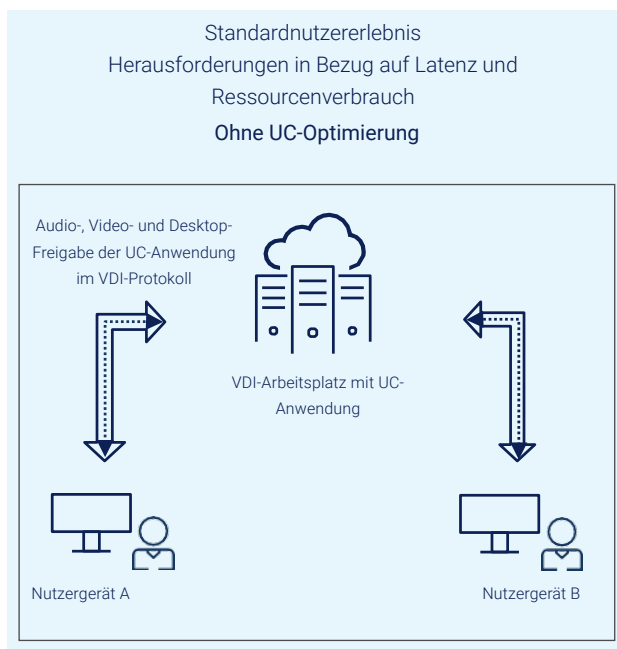 Standardnutzererlebnis
Herausforderungen in Bezug auf Latenz und
Ressourcenverbrauch
Ohne UC-Optimierung
Audio-, Video- und Desktop-
Freigabe der UC-Anwendung
im VDI-Protokoll
VDI-Arbeitsplatz mit UC-
Anwendung
Nutzergerät A
Nutzergerät B